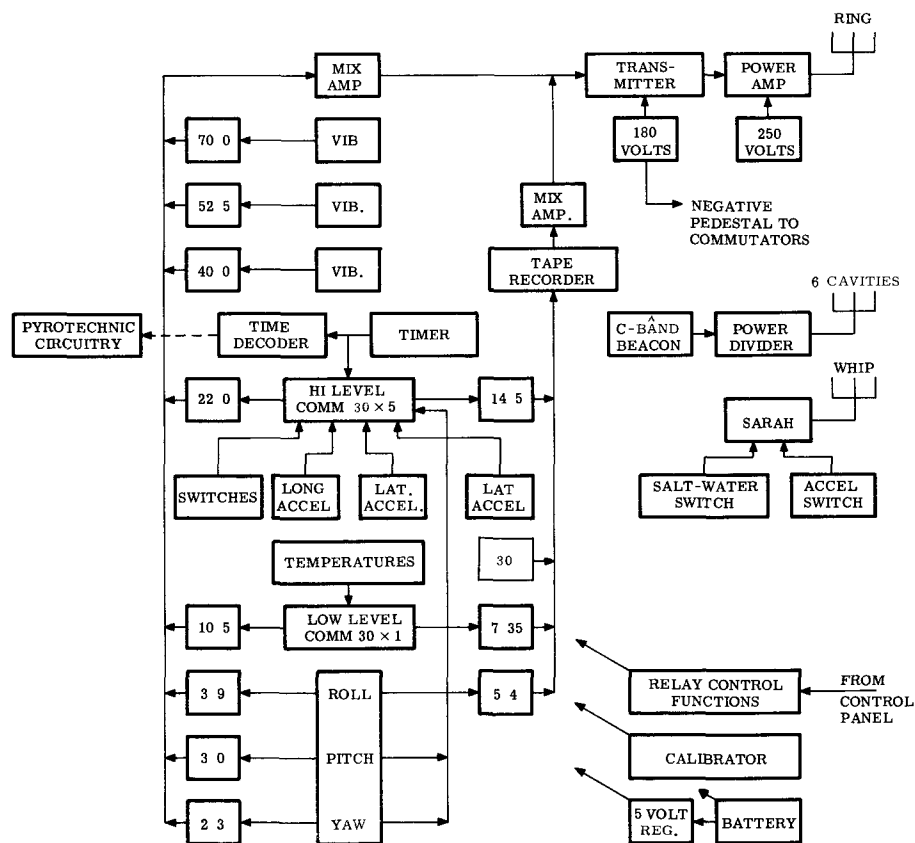 RING
MIX
AMP
TRANS-
MITTER
POWER
AMP
70 0
VIB
180
VOLTS
250
VOLTS
52 5
VIB.
MIX
AMP.
NEGATIVE
PEDESTAL TO
COMMUTATORS
40 0
VIB.
TAPE
RECORDER
6 CAVITIES
PYROTECHNIC
CIRCUITRY
TIME
DECODER
TIMER
C-BAND
BEACON
POWER
DIVIDER
WHIP
22 0
HI LEVEL
COMM 30 × 5
14 5
SARAH
SWITCHES
LONG
ACCEL
LAT.
ACCEL.
LAT
ACCEL
SALT-WATER
SWITCH
ACCEL
SWITCH
30
TEMPERATURES
10 5
LOW LEVEL
COMM 30 × 1
7 35
3 9
ROLL
5 4
RELAY CONTROL
FUNCTIONS
FROM
CONTROL
PANEL
3 0
PITCH
CALIBRATOR
2 3
YAW
5 VOLT
REG.
BATTERY